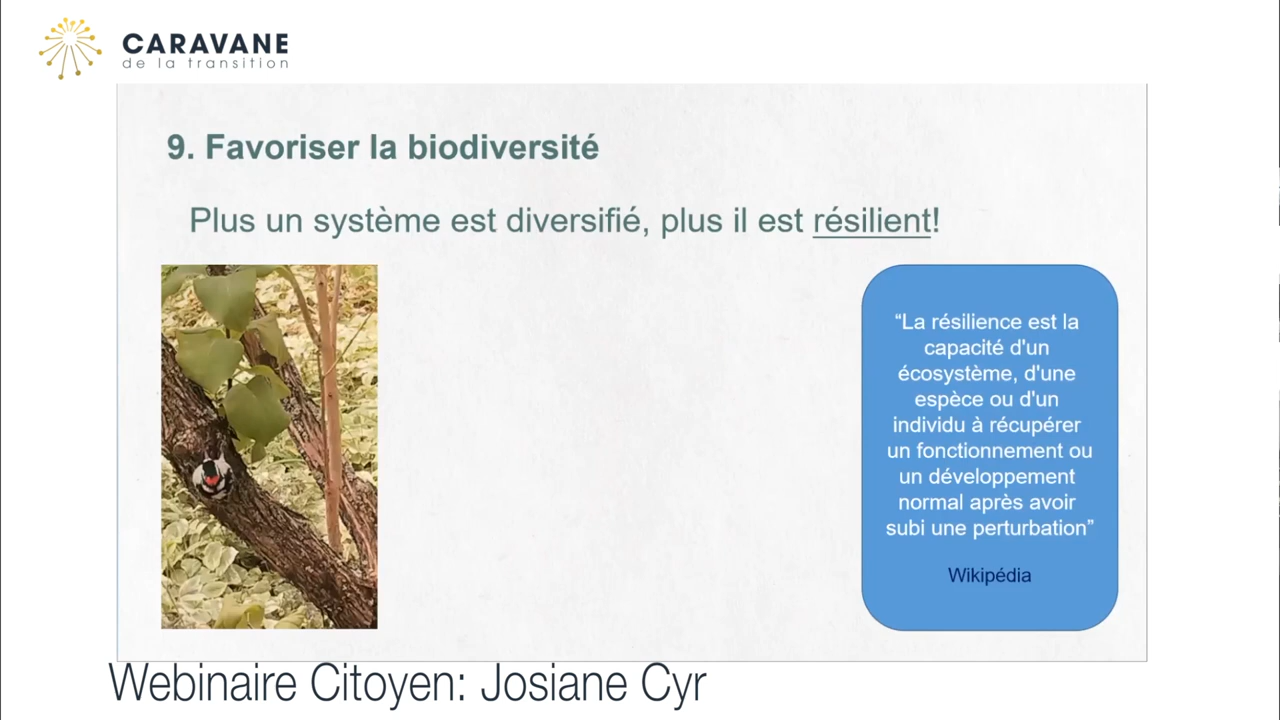 CARAVANE
de la transition
9. Favoriser la biodiversité
Plus un système est diversifié, plus il est résilient!
“La résilience est la
capacité d'un
écosystème, d'une
espèce ou d'un
individu à récupérer
un fonctionnement ou
un développement
normal après avoir
subi une perturbation”
Wikipédia
Webinaire Citoyen: Josiane Cyr